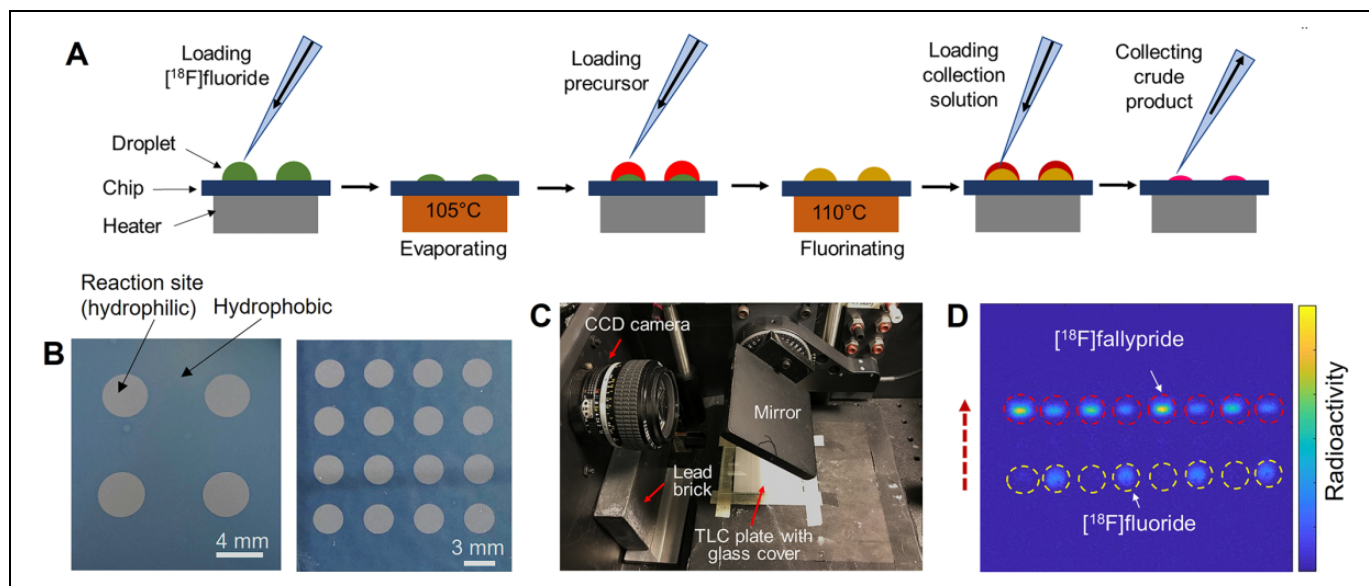 A
Loading
[¹⁸F]fluoride
Loading
precursor
Loading
collection
solution
Collecting
crude
product
..
Droplet
Chip
Heater
105°C
Evaporating
110°C
Fluorinating
Reaction site
(hydrophilic)
Hydrophobic
B
4 mm
3 mm
C
CCD camera
Mirror
Lead
brick
TLC plate with
glass cover
D
[¹⁸F]fallypride
[¹⁸F]fluoride
Radioactivity